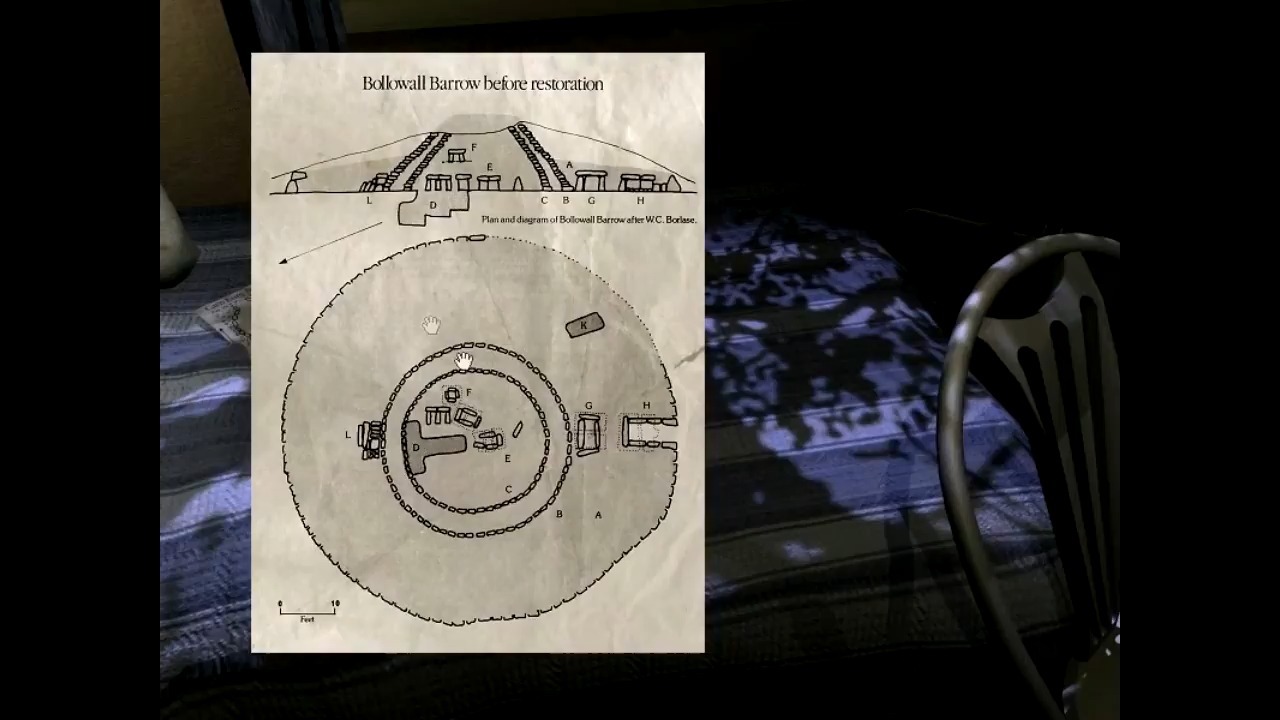 Bollowall Barrow before restoration
F
E
A
L
D
C B G H
Plan and diagram of Bollowall Barrow after W.C. Borlase.
K
F
G H
L
D
E
C
B A
0 10
Feet